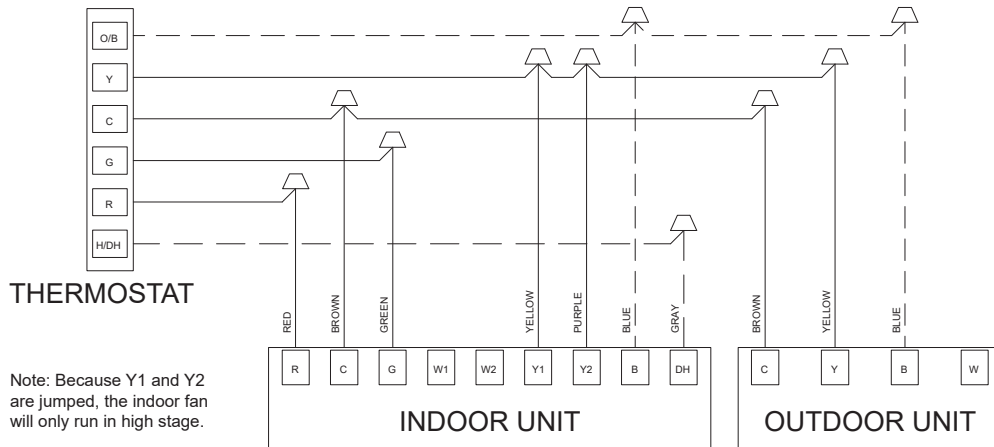 O/B
Y
C
G
R
H/DH
THERMOSTAT
RED
BROWN
GREEN
YELLOW
PURPLE
BLUE
GRAY
BROWN
YELLOW
BLUE
R
C
G
W1
W2
Y1
Y2
B
DH
C
Y
B
W
Note: Because Y1 and Y2
are jumped, the indoor fan
will only run in high stage.
INDOOR UNIT
OUTDOOR UNIT